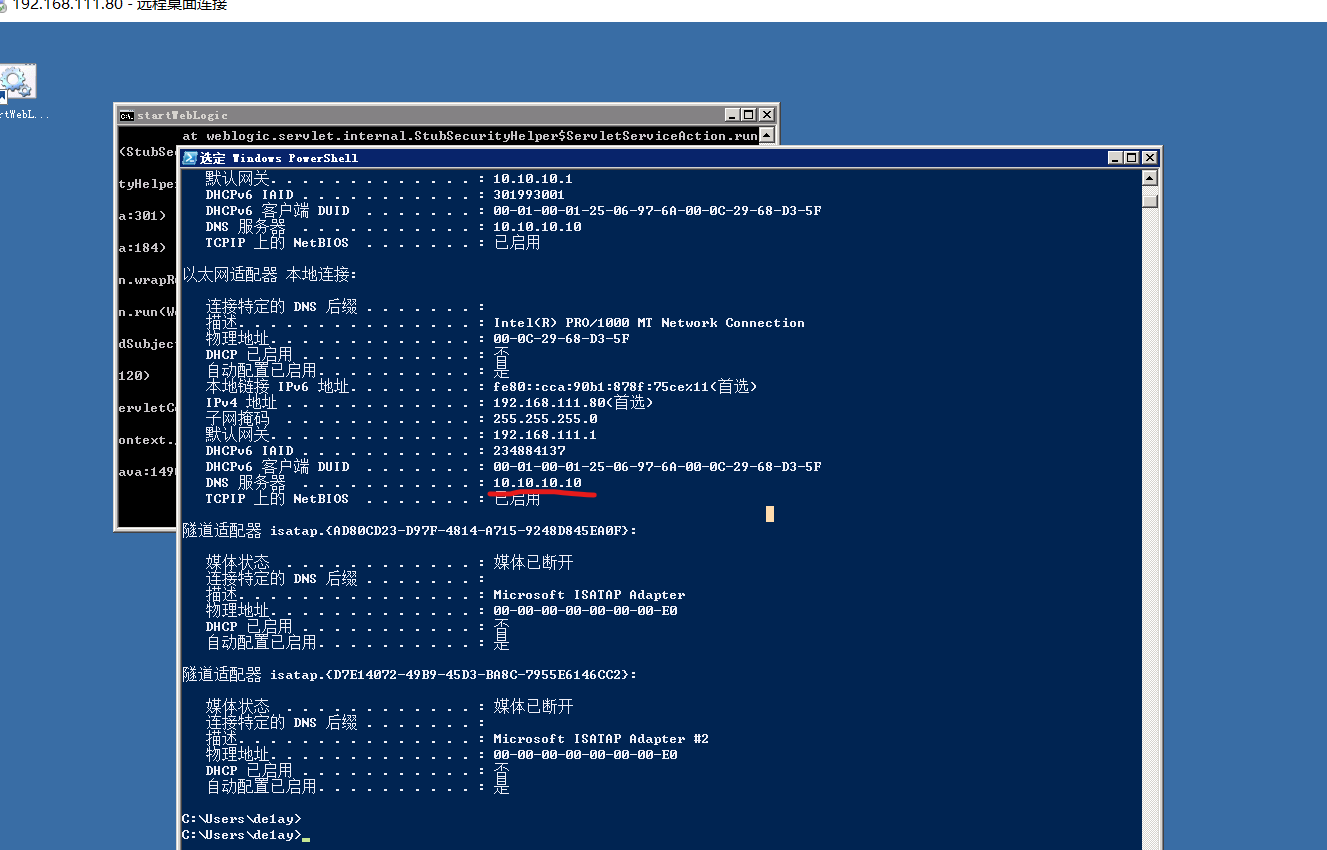 192.168.111.80 - 远程桌面连接
rtWebL...
startWebLogic
at weblogic.servlet.internal.StubSecurityHelper$ServletServiceAction.run
<StubSec
tyHelper
a:301>
a:184>
n.wrapRu
n.run(W
dSubject
120>
ervletCo
ontext.
ava:1490
选定 Windows PowerShell
默认网关. . . . . . . . . . . . . : 10.10.10.1
DHCPv6 IAID . . . . . . . . . . . : 301993001
DHCPv6 客户端 DUID . . . . . . . : 00-01-00-01-25-06-97-6A-00-0C-29-68-D3-5F
DNS 服务器 . . . . . . . . . . . : 10.10.10.10
TCPIP 上的 NetBIOS . . . . . . . : 已启用
以太网适配器 本地连接:
连接特定的 DNS 后缀 . . . . . . . :
描述. . . . . . . . . . . . . . . : Intel(R) PRO/1000 MT Network Connection
物理地址. . . . . . . . . . . . . : 00-0C-29-68-D3-5F
DHCP 已启用 . . . . . . . . . . . : 否
自动配置已启用. . . . . . . . . . : 是
本地链接 IPv6 地址. . . . . . . . : fe80::cca:90b1:878f:75ce%11(首选)
IPv4 地址 . . . . . . . . . . . . : 192.168.111.80(首选)
子网掩码 . . . . . . . . . . . . : 255.255.255.0
默认网关. . . . . . . . . . . . . : 192.168.111.1
DHCPv6 IAID . . . . . . . . . . . : 234884137
DHCPv6 客户端 DUID . . . . . . . : 00-01-00-01-25-06-97-6A-00-0C-29-68-D3-5F
DNS 服务器 . . . . . . . . . . . : 10.10.10.10
TCPIP 上的 NetBIOS . . . . . . . : 已启用
隧道适配器 isatap.{AD80CD23-D97F-4814-A715-9248D845EA0F}:
媒体状态 . . . . . . . . . . . . : 媒体已断开
连接特定的 DNS 后缀 . . . . . . . :
描述. . . . . . . . . . . . . . . : Microsoft ISATAP Adapter
物理地址. . . . . . . . . . . . . : 00-00-00-00-00-00-00-E0
DHCP 已启用 . . . . . . . . . . . : 否
自动配置已启用. . . . . . . . . . : 是
隧道适配器 isatap.{D7E14072-49B9-45D3-BA8C-7955E6146CC2}:
媒体状态 . . . . . . . . . . . . : 媒体已断开
连接特定的 DNS 后缀 . . . . . . . :
描述. . . . . . . . . . . . . . . : Microsoft ISATAP Adapter #2
物理地址. . . . . . . . . . . . . : 00-00-00-00-00-00-00-E0
DHCP 已启用 . . . . . . . . . . . : 否
自动配置已启用. . . . . . . . . . : 是
C:\Users\de1ay>
C:\Users\de1ay>